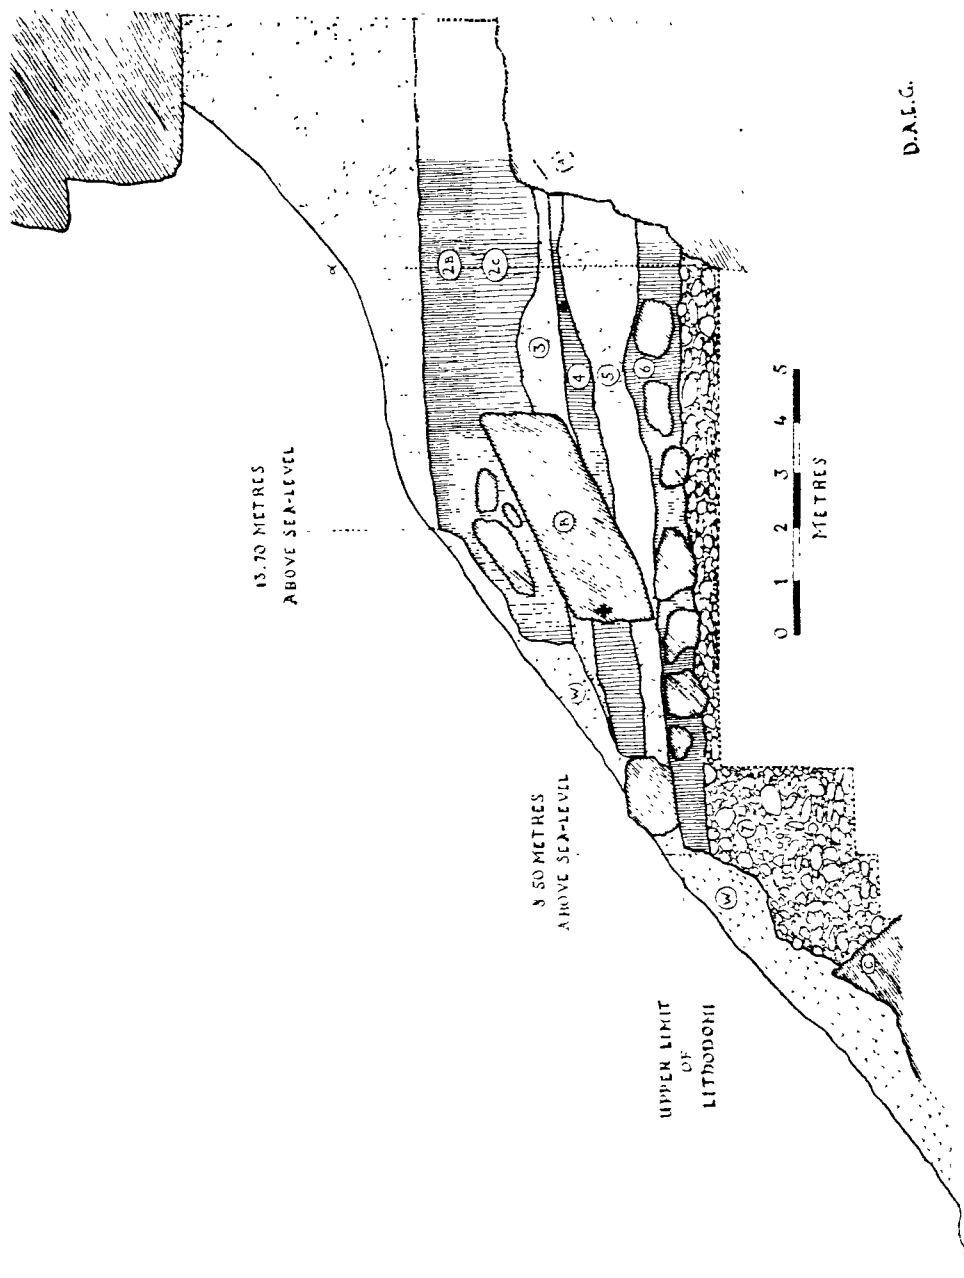 13.70 METRES
ABOVE SEA-LEVEL
8 50 METRES
ABOVE SEA-LEVEL
UPPER LIMIT
OF
LITHODOMI
α
2B
2C
3
4
5
6
R
W
W
7
G
0 1 2 3 4 5
METRES
D.A.E.G.